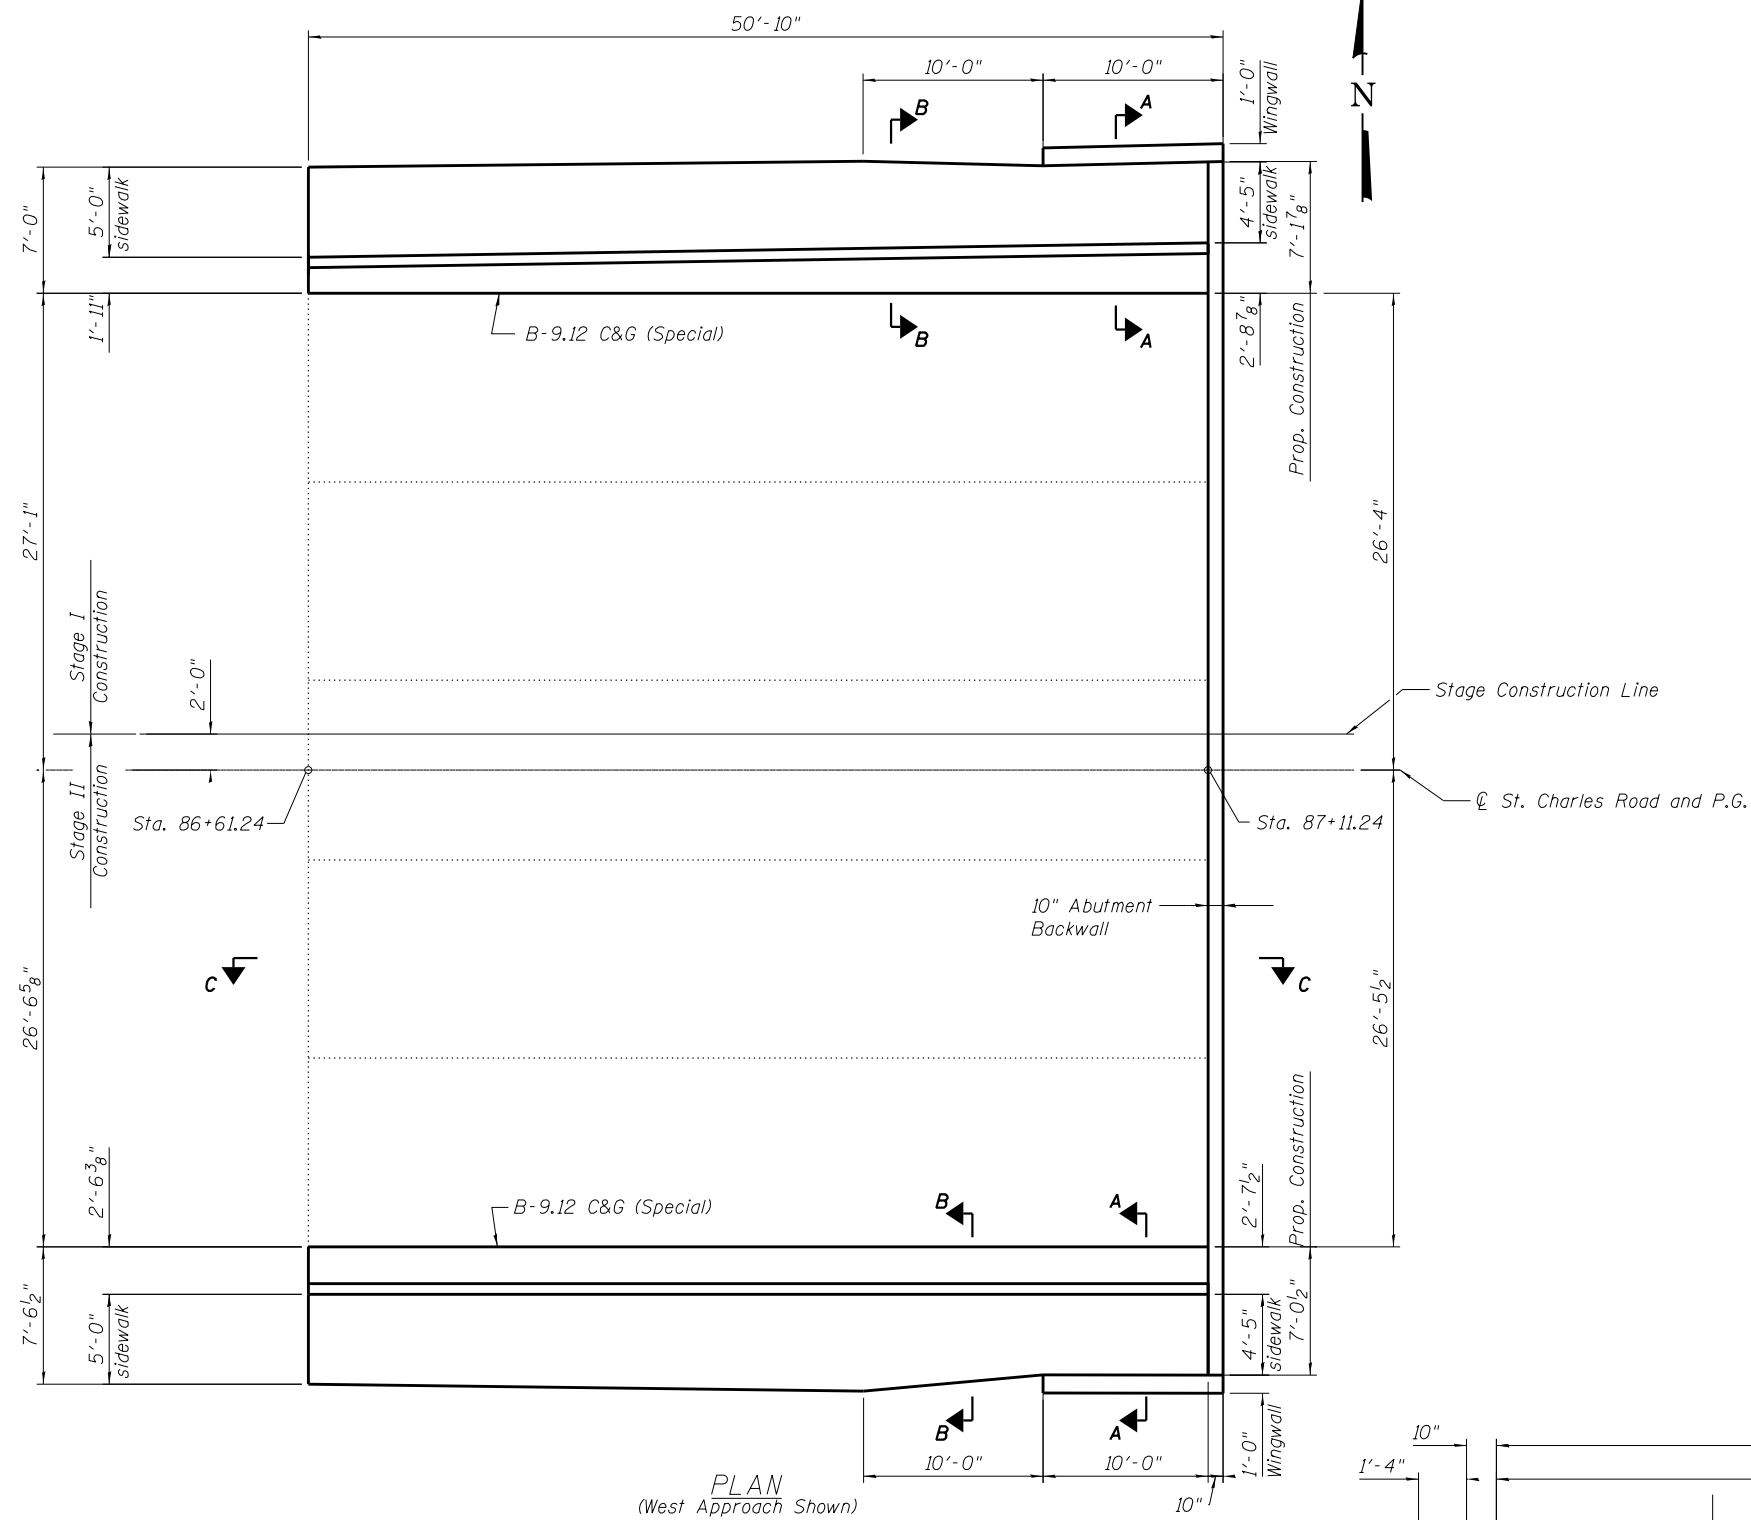 50'-10"
10'-0"
10'-0"
1'-0"
Wingwall
N
B
A
7'-0"
5'-0"
sidewalk
4'-5"
sidewalk
7'-1 7/8"
1'-11"
B-9.12 C&G (Special)
B
A
2'-8 7/8"
Prop. Construction
27'-1"
26'-4"
Stage I
Construction
2'-0"
Stage Construction Line
Stage II
Construction
Sta. 86+61.24
Sta. 87+11.24
℄ St. Charles Road and P.G.
10" Abutment
Backwall
C
C
26'-6 5/8"
26'-5 1/2"
2'-6 3/8"
B-9.12 C&G (Special)
B
A
2'-7 1/2"
Prop. Construction
7'-6 1/2"
5'-0"
sidewalk
4'-5"
sidewalk
7'-0 1/2"
B
A
10'-0"
10'-0"
1'-0"
Wingwall
10"
PLAN
(West Approach Shown)
10"
1'-4"